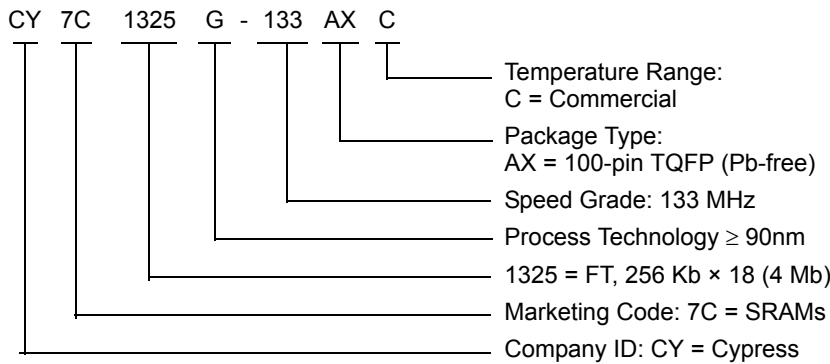 CY 7C 1325 G - 133 AX C
Temperature Range:
C = Commercial
Package Type:
AX = 100-pin TQFP (Pb-free)
Speed Grade: 133 MHz
Process Technology ≥ 90nm
1325 = FT, 256 Kb × 18 (4 Mb)
Marketing Code: 7C = SRAMs
Company ID: CY = Cypress